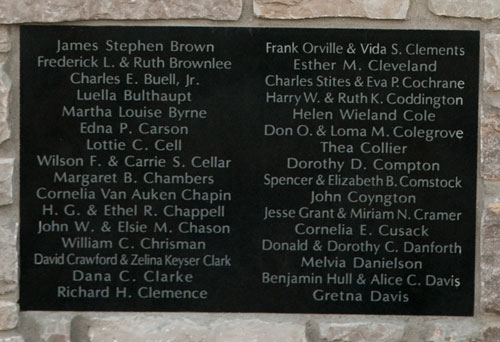 James Stephen Brown
Frederick L. & Ruth Brownlee
Charles E. Buell, Jr.
Luella Bulthaupt
Martha Louise Byrne
Edna P. Carson
Lottie C. Cell
Wilson F. & Carrie S. Cellar
Margaret B. Chambers
Cornelia Van Auken Chapin
H. G. & Ethel R. Chappell
John W. & Elsie M. Chason
William C. Chrisman
David Crawford & Zelina Keyser Clark
Dana C. Clarke
Richard H. Clemence
Frank Orville & Vida S. Clements
Esther M. Cleveland
Charles Stites & Eva P. Cochrane
Harry W. & Ruth K. Coddington
Helen Wieland Cole
Don O. & Loma M. Colegrove
Thea Collier
Dorothy D. Compton
Spencer & Elizabeth B. Comstock
John Coyngton
Jesse Grant & Miriam N. Cramer
Cornelia E. Cusack
Donald & Dorothy C. Danforth
Melvia Danielson
Benjamin Hull & Alice C. Davis
Gretna Davis